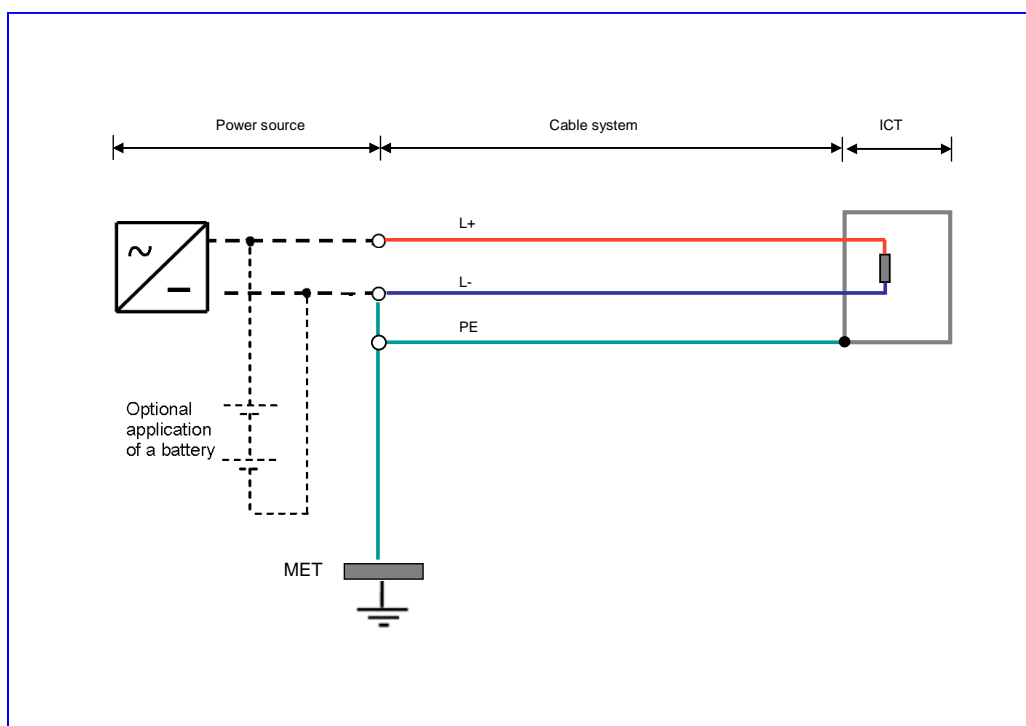 Power source
Cable system
ICT
L+
L-
PE
Optional
application
of a battery
MET